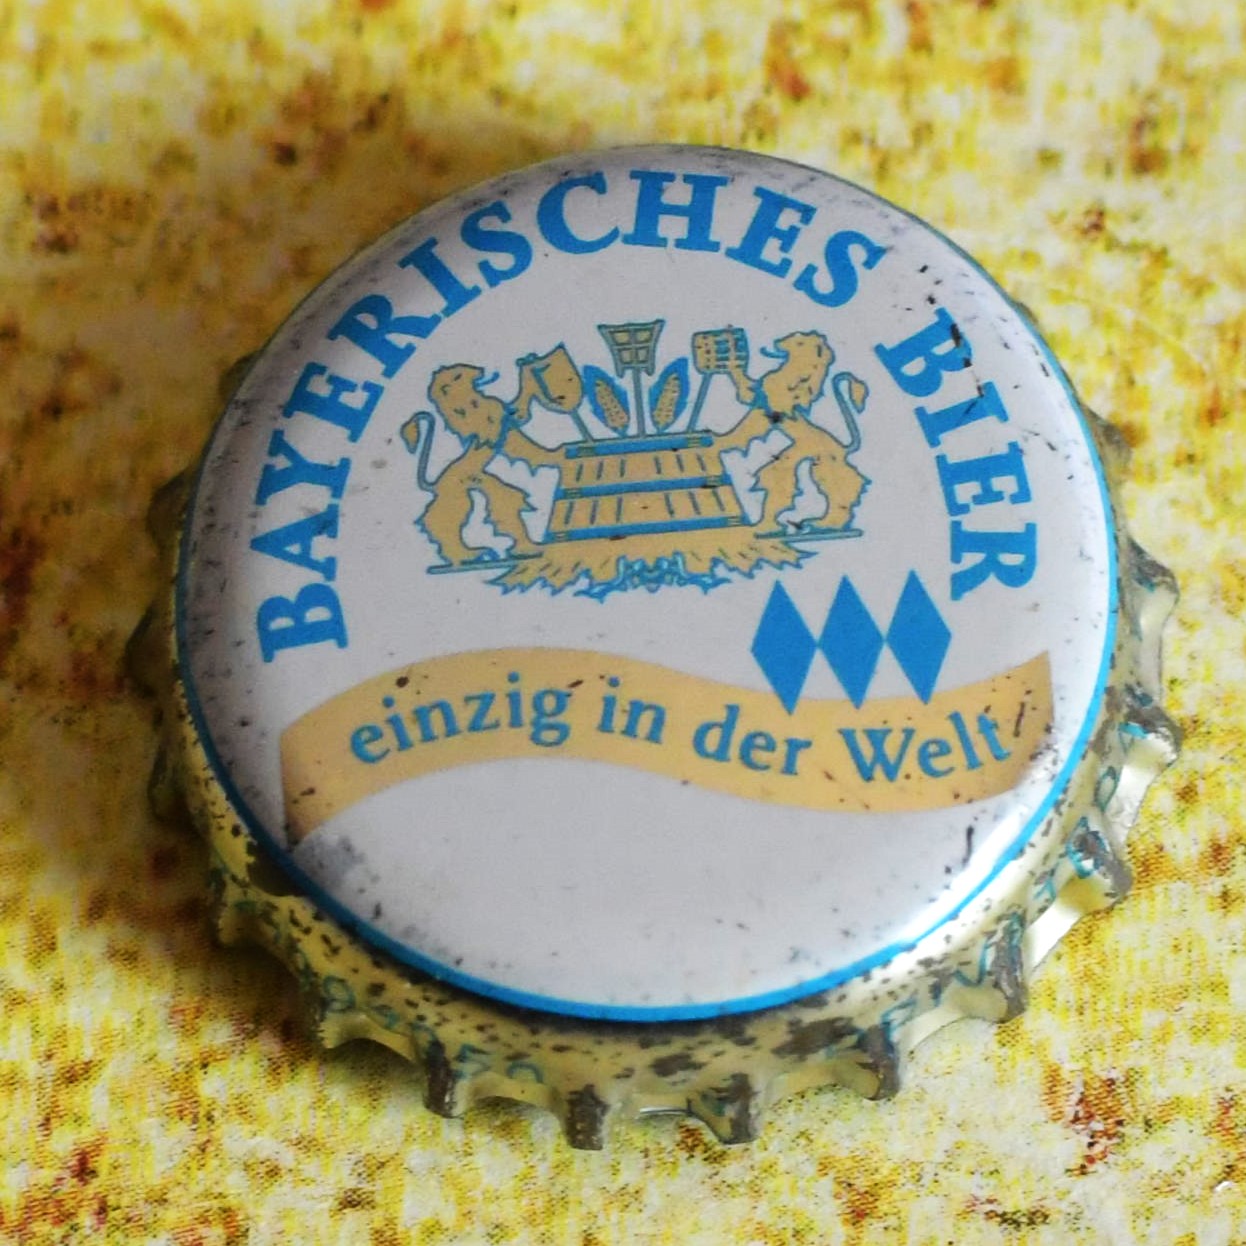 BAYERISCHES BIER
einzig in der Welt